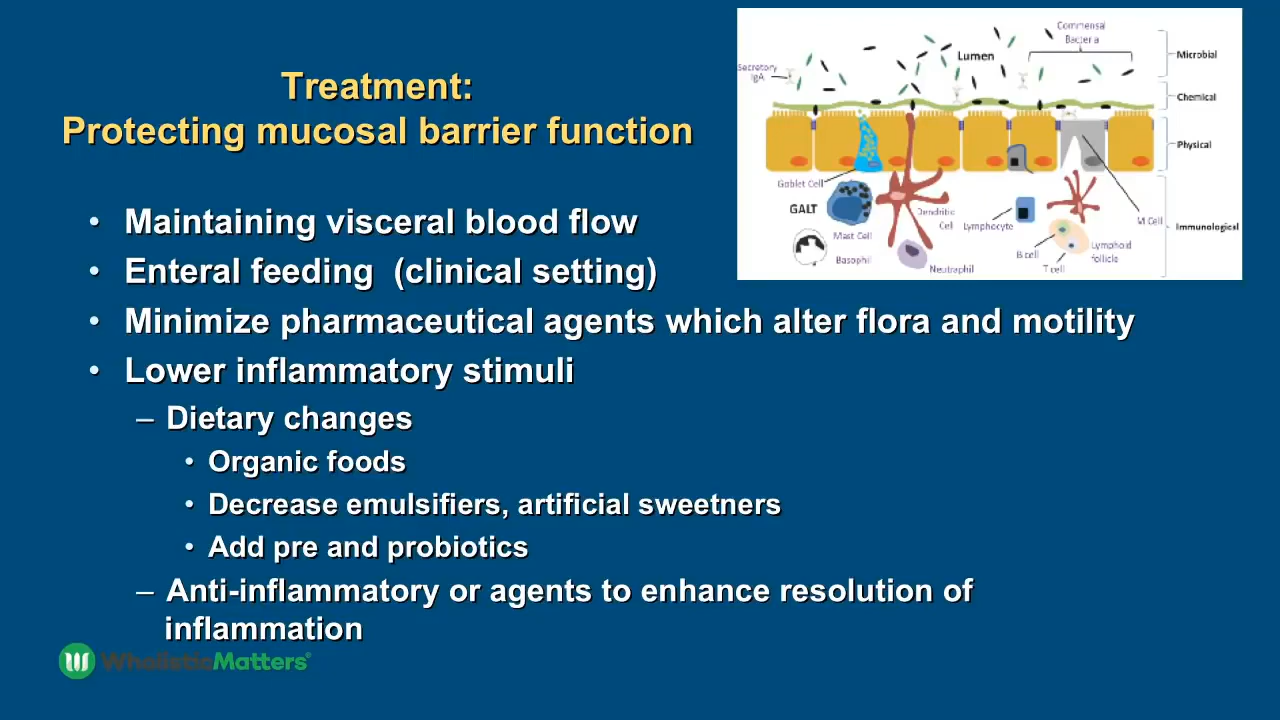 Treatment:
Protecting mucosal barrier function
• Maintaining visceral blood flow
• Enteral feeding (clinical setting)
• Minimize pharmaceutical agents which alter flora and motility
• Lower inflammatory stimuli
– Dietary changes
• Organic foods
• Decrease emulsifiers, artificial sweetners
• Add pre and probiotics
– Anti-inflammatory or agents to enhance resolution of
inflammation
WholisticMatters®
Commensal
Bacteria
Lumen
Microbial
Secretory
IgA
Chemical
Physical
Goblet Cell
GALT
Mast Cell
Basophil
Dendritic
Cell
Neutraphil
Lymphocyte
B cell
T cell
Lymphoid
follicle
M Cell
Immunological